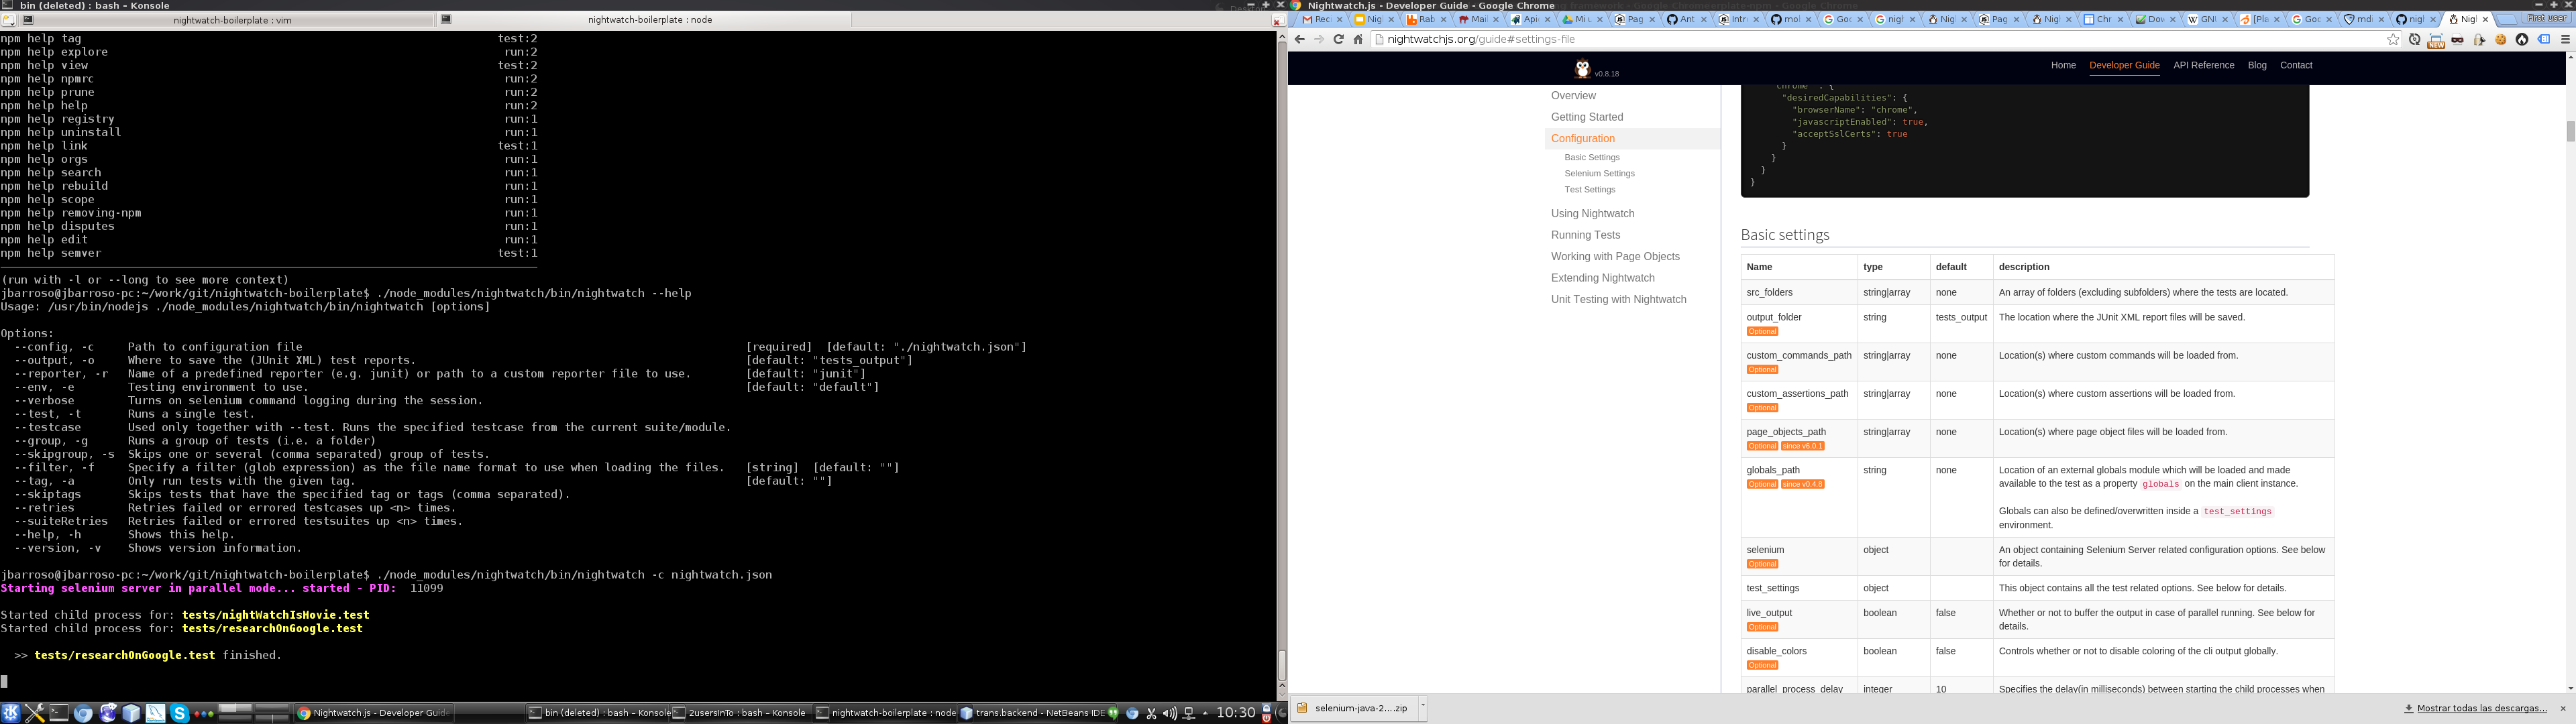 bin (deleted) : bash – Konsole
nightwatch-boilerplate : vim
nightwatch-boilerplate : node
npm help tag test:2
npm help explore run:2
npm help view test:2
npm help npmrc run:2
npm help prune run:2
npm help help run:2
npm help registry run:1
npm help uninstall run:1
npm help link test:1
npm help orgs run:1
npm help search run:1
npm help rebuild run:1
npm help scope run:1
npm help removing-npm run:1
npm help disputes run:1
npm help edit run:1
npm help semver test:1
(run with -l or --long to see more context)
jbarroso@jbarroso-pc:~/work/git/nightwatch-boilerplate$ ./node_modules/nightwatch/bin/nightwatch --help
Usage: /usr/bin/nodejs ./node_modules/nightwatch/bin/nightwatch [options]
Options:
--config, -c Path to configuration file [required] [default: "./nightwatch.json"]
--output, -o Where to save the (JUnit XML) test reports. [default: "tests_output"]
--reporter, -r Name of a predefined reporter (e.g. junit) or path to a custom reporter file to use. [default: "junit"]
--env, -e Testing environment to use. [default: "default"]
--verbose Turns on selenium command logging during the session.
--test, -t Runs a single test.
--testcase Used only together with --test. Runs the specified testcase from the current suite/module.
--group, -g Runs a group of tests (i.e. a folder)
--skipgroup, -s Skips one or several (comma separated) group of tests.
--filter, -f Specify a filter (glob expression) as the file name format to use when loading the files. [string] [default: ""]
--tag, -a Only run tests with the given tag. [default: ""]
--skiptags Skips tests that have the specified tag or tags (comma separated).
--retries Retries failed or errored testcases up <n> times.
--suiteRetries Retries failed or errored testsuites up <n> times.
--help, -h Shows this help.
--version, -v Shows version information.
jbarroso@jbarroso-pc:~/work/git/nightwatch-boilerplate$ ./node_modules/nightwatch/bin/nightwatch -c nightwatch.json
Starting selenium server in parallel mode... started - PID: 11099
Started child process for: tests/nightWatchIsMovie.test
Started child process for: tests/researchOnGoogle.test
>> tests/researchOnGoogle.test finished.
Nightwatch.js - Developer Guid
bin (deleted) : bash – Konsole
2usersInTo : bash – Konsole
nightwatch-boilerplate : node
trans.backend - NetBeans IDE
10:30
Nightwatch.js - Developer Guide - Google Chrome
Rec
Nig
Rab
Mai
Api
Mi u
Pag
Ant
Intr
mol
Goo
nigh
Nig
Pag
Nig
Chr
Dov
GN
[Pla
Goo
mdi
nigl
Nig
First user
nightwatchjs.org/guide#settings-file
NEW
v0.8.18
Home Developer Guide API Reference Blog Contact
Overview
Getting Started
Configuration
Basic Settings
Selenium Settings
Test Settings
Using Nightwatch
Running Tests
Working with Page Objects
Extending Nightwatch
Unit Testing with Nightwatch
"chrome" : {
"desiredCapabilities": {
"browserName": "chrome",
"javascriptEnabled": true,
"acceptSslCerts": true
}
}
}
}
Basic settings
Name type default description
src_folders string|array none An array of folders (excluding subfolders) where the tests are located.
output_folder string tests_output The location where the JUnit XML report files will be saved.
Optional
custom_commands_path string|array none Location(s) where custom commands will be loaded from.
Optional
custom_assertions_path string|array none Location(s) where custom assertions will be loaded from.
Optional
page_objects_path string|array none Location(s) where page object files will be loaded from.
Optional since v6.0.1
globals_path string none Location of an external globals module which will be loaded and made
Optional since v0.4.8 available to the test as a property globals on the main client instance.
Globals can also be defined/overwritten inside a test_settings
environment.
selenium object An object containing Selenium Server related configuration options. See below
Optional for details.
test_settings object This object contains all the test related options. See below for details.
live_output boolean false Whether or not to buffer the output in case of parallel running. See below for
Optional details.
disable_colors boolean false Controls whether or not to disable coloring of the cli output globally.
Optional
parallel_process_delay integer 10 Specifies the delay(in milliseconds) between starting the child processes when
selenium-java-2....zip
Mostrar todas las descargas...